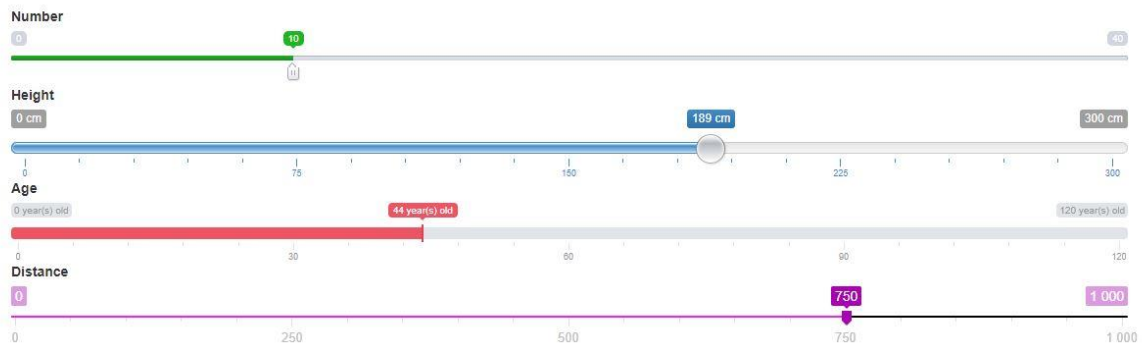 Number
0 10 40
Height
0 cm 189 cm 300 cm
0 75 150 225 300
Age
0 year(s) old 44 year(s) old 120 year(s) old
0 30 60 90 120
Distance
0 750 1 000
0 250 500 750 1 000